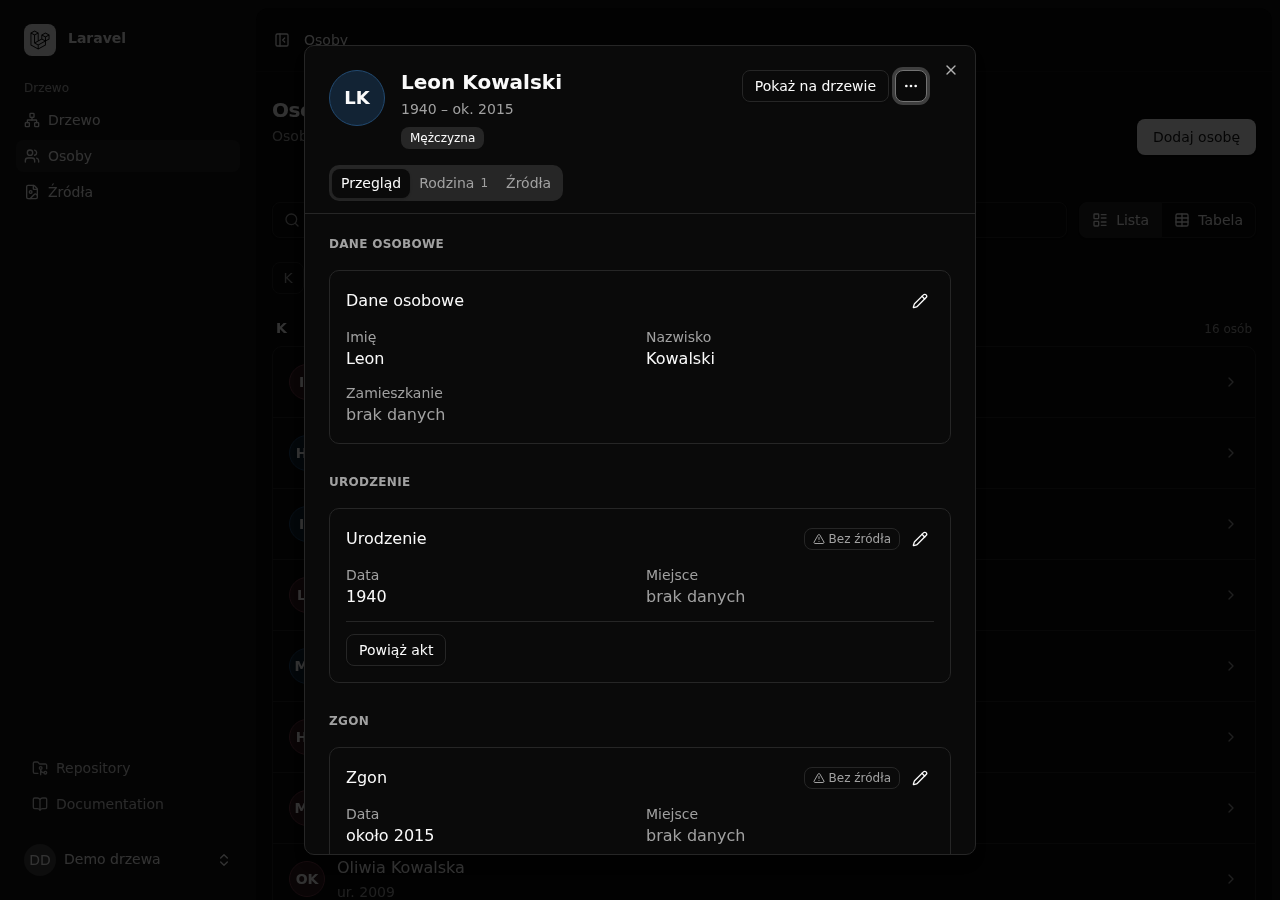 Laravel
Drzewo
Drzewo
Osoby
Źródła
Repository
Documentation
DD
Demo drzewa
Osoby
Dodaj osobę
Lista
Tabela
K
K
16 osób
LK
Leon Kowalski
1940 – ok. 2015
Mężczyzna
Pokaż na drzewie
Przegląd
Rodzina 1
Źródła
DANE OSOBOWE
Dane osobowe
Imię
Nazwisko
Leon
Kowalski
Zamieszkanie
brak danych
URODZENIE
Urodzenie
Bez źródła
Data
Miejsce
1940
brak danych
Powiąż akt
ZGON
Zgon
Bez źródła
Data
Miejsce
około 2015
brak danych
OK
Oliwia Kowalska
ur. 2009